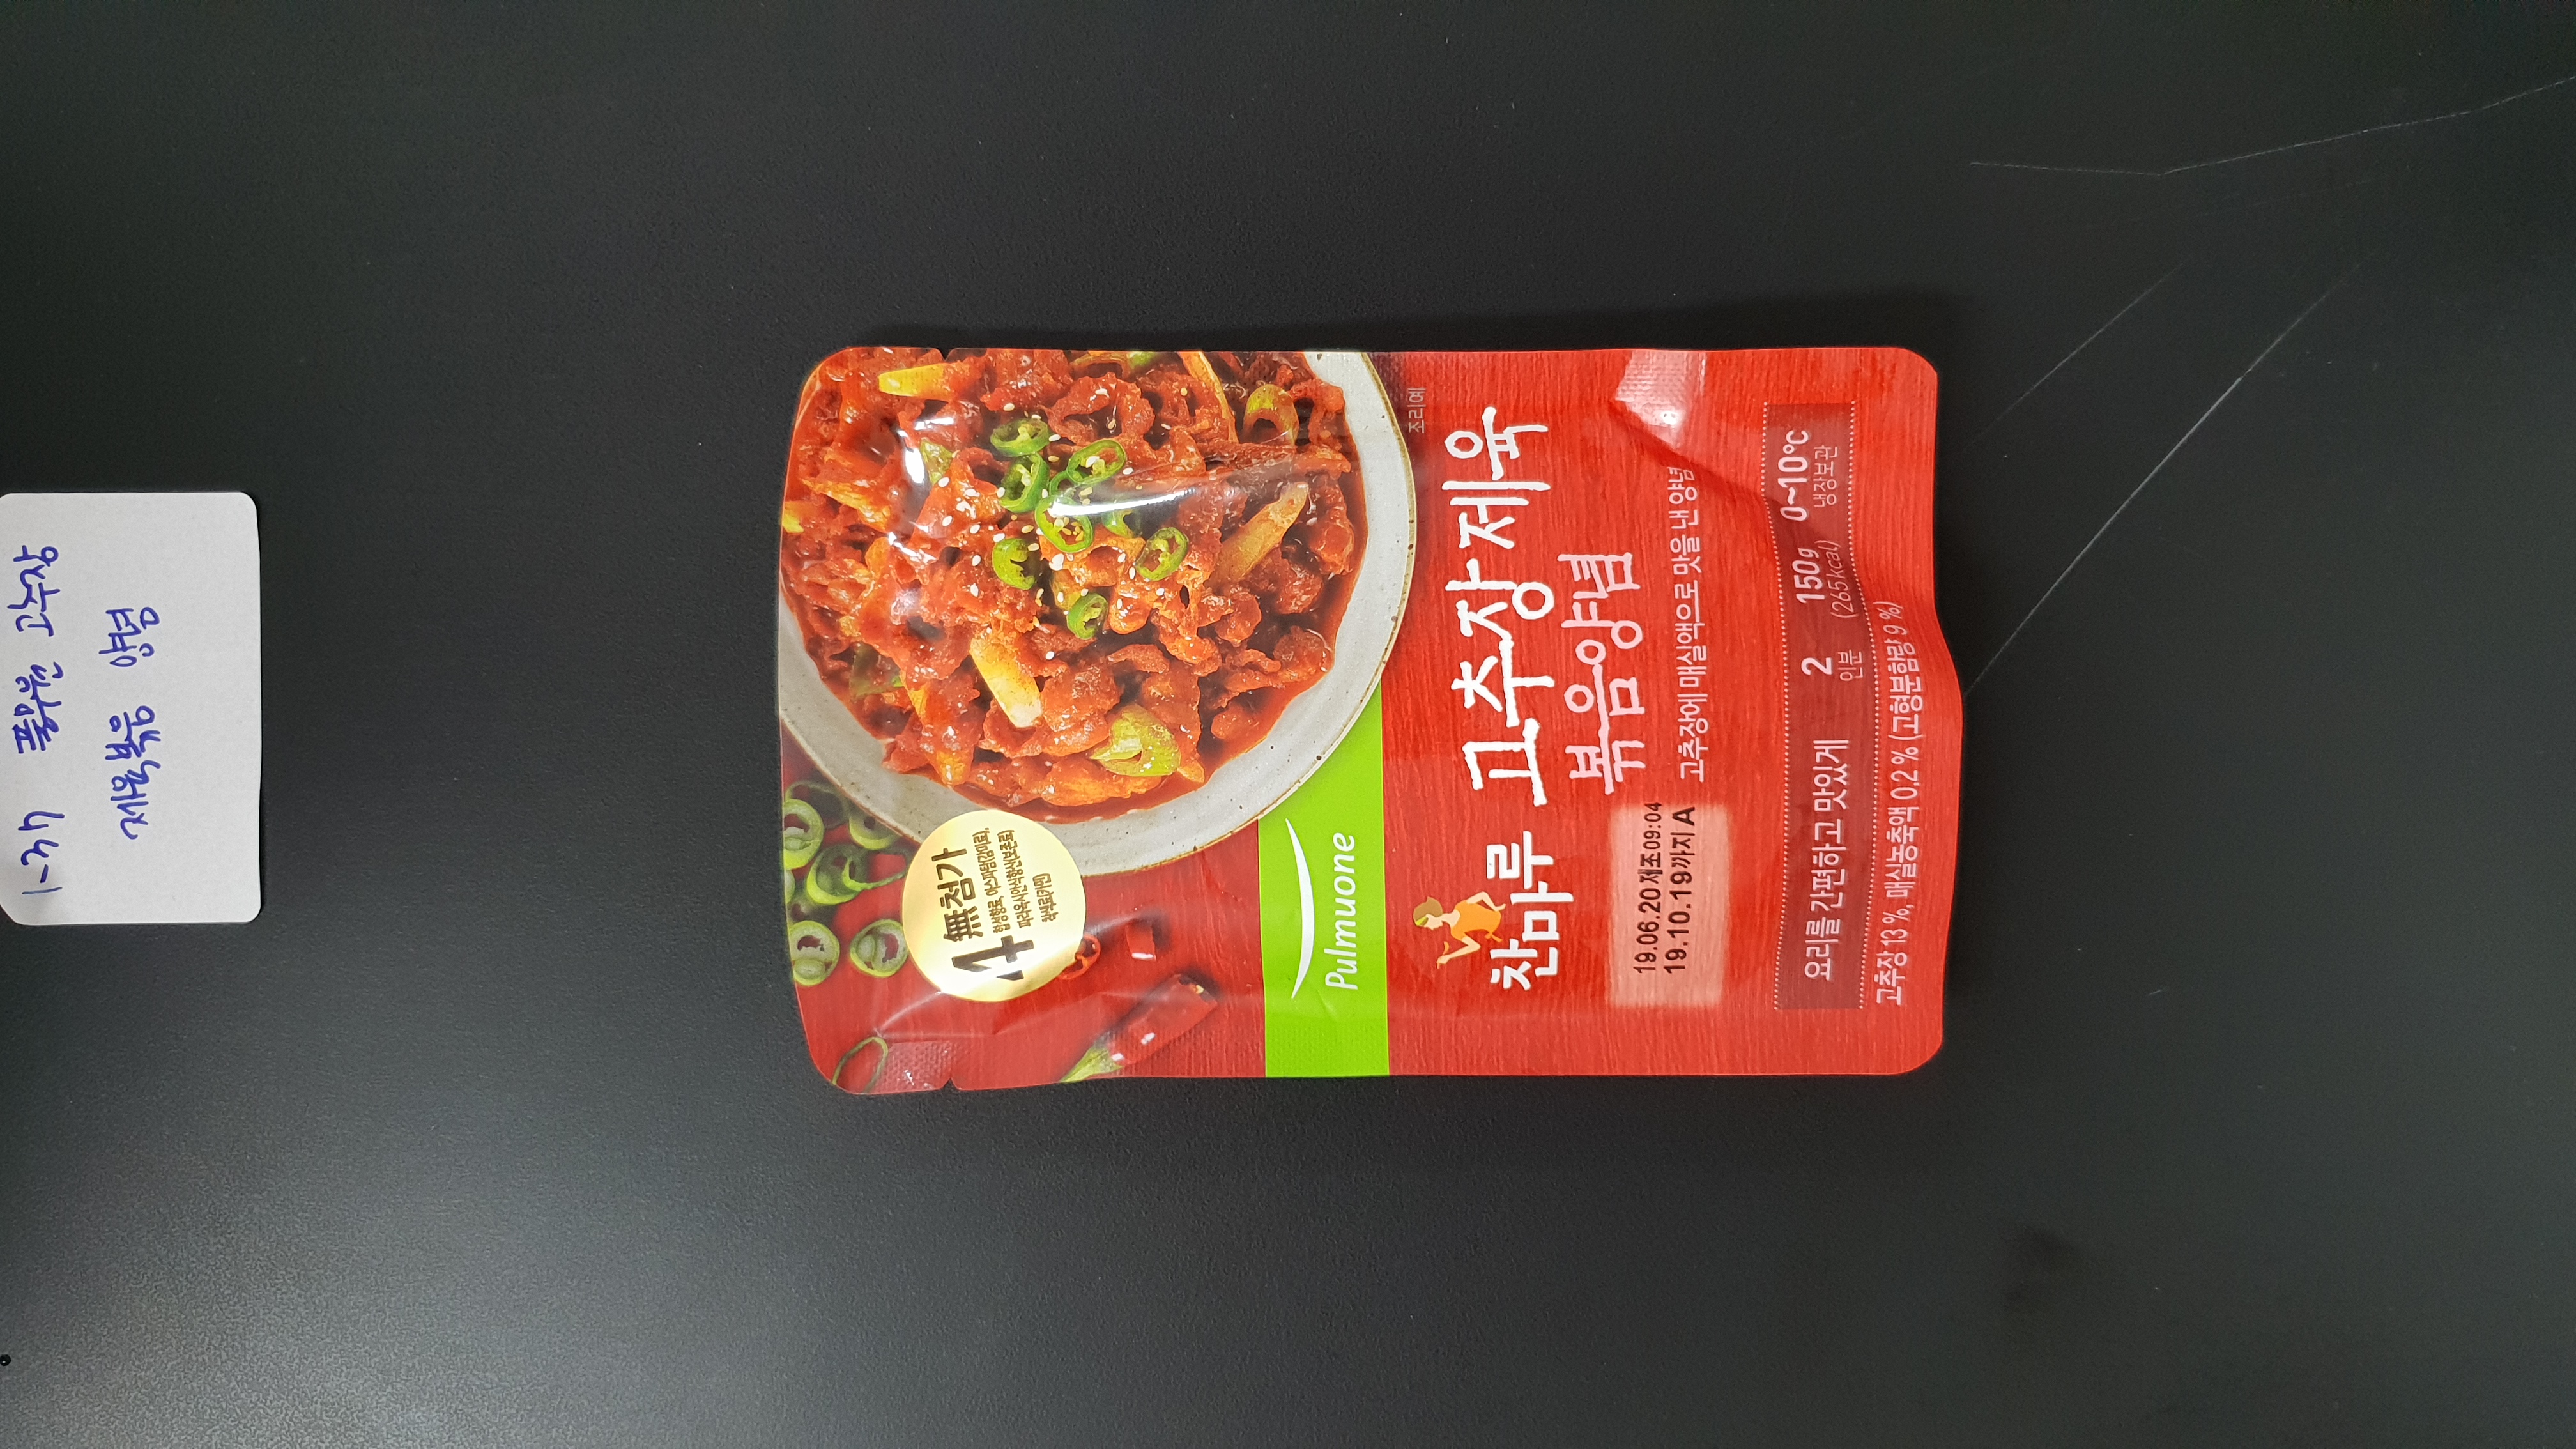 1-37 풀무원 고추장
제육볶음 양념
4 無첨가
합성향료, 아스파탐(감미료),
파라옥시안식향산(보존료)
착색료(카민)
Pulmuone
조리예
찬마루 고추장 제육
볶음양념
19.06.20제조09:04
19.10.19까지 A
고추장에 매실액으로 맛을 낸 양념
요리를 간편하고 맛있게
2
인분
150g
(265kcal)
0~10℃
냉장보관
고추장 13 %, 매실농축액 0.2 % (고형분함량 9 %)